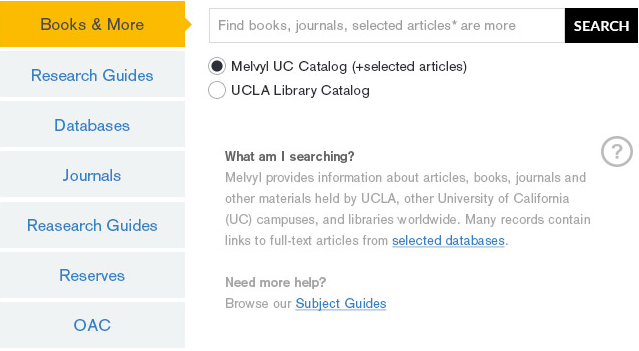 Books & More
Research Guides
Databases
Journals
Reasearch Guides
Reserves
OAC
Find books, journals, selected articles* are more
SEARCH
Melvyl UC Catalog (+selected articles)
UCLA Library Catalog
?
What am I searching?
Melvyl provides information about articles, books, journals and
other materials held by UCLA, other University of California
(UC) campuses, and libraries worldwide. Many records contain
links to full-text articles from selected databases.
Need more help?
Browse our Subject Guides